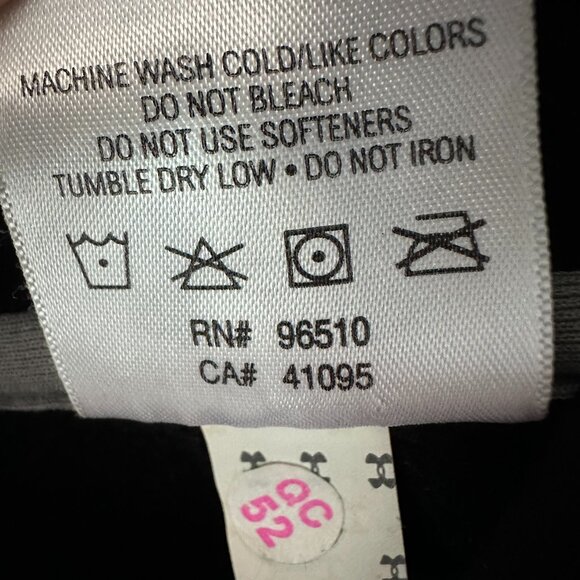 MACHINE WASH COLD/LIKE COLORS
DO NOT BLEACH
DO NOT USE SOFTENERS
TUMBLE DRY LOW • DO NOT IRON
RN# 96510
CA# 41095
QC
52